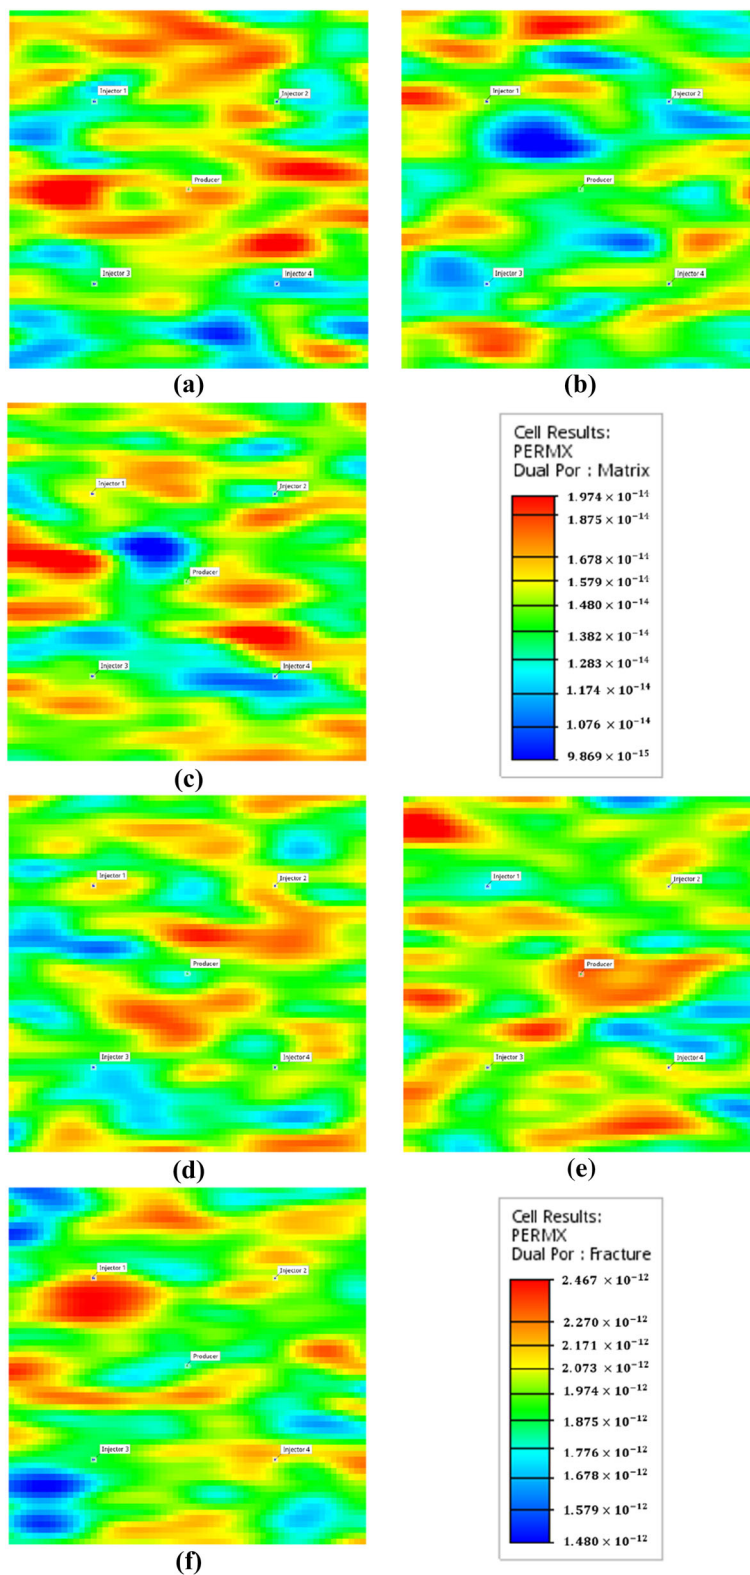 Injector 1
Injector 2
Producer
Injector 3
Injector 4
(a)
Injector 1
Injector 2
Producer
Injector 3
Injector 4
(b)
Injector 1
Injector 2
Producer
Injector 3
Injector 4
(c)
Cell Results:
PERMX
Dual Por : Matrix
1.974 × 10⁻¹⁴
1.875 × 10⁻¹⁴
1.678 × 10⁻¹⁴
1.579 × 10⁻¹⁴
1.480 × 10⁻¹⁴
1.382 × 10⁻¹⁴
1.283 × 10⁻¹⁴
1.174 × 10⁻¹⁴
1.076 × 10⁻¹⁴
9.869 × 10⁻¹⁵
Injector 1
Injector 2
Producer
Injector 3
Injector 4
(d)
Injector 1
Injector 2
Producer
Injector 3
Injector 4
(e)
Injector 1
Injector 2
Producer
Injector 3
Injector 4
(f)
Cell Results:
PERMX
Dual Por : Fracture
2.467 × 10⁻¹²
2.270 × 10⁻¹²
2.171 × 10⁻¹²
2.073 × 10⁻¹²
1.974 × 10⁻¹²
1.875 × 10⁻¹²
1.776 × 10⁻¹²
1.678 × 10⁻¹²
1.579 × 10⁻¹²
1.480 × 10⁻¹²